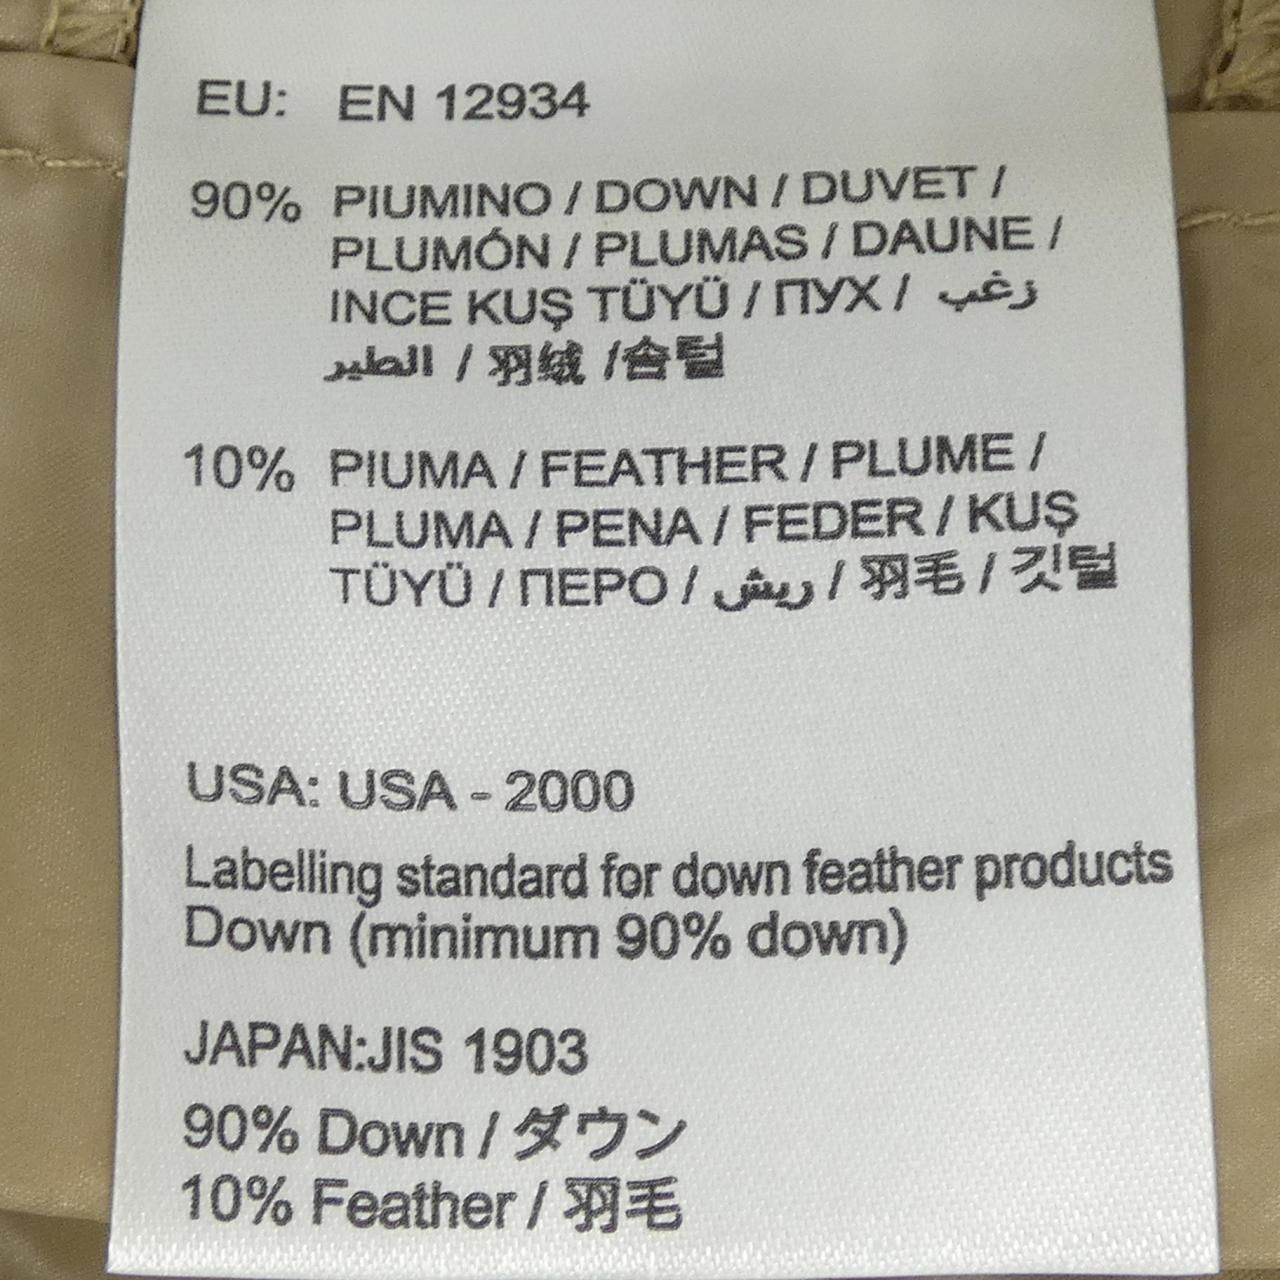 EU: EN 12934
90% PIUMINO / DOWN / DUVET /
PLUMÓN / PLUMAS / DAUNE /
INCE KUŞ TÜYÜ / ПУХ / زغب
الطير / 羽绒 /솜털
10% PIUMA / FEATHER / PLUME /
PLUMA / PENA / FEDER / KUŞ
TÜYÜ / ПЕРО / ريش / 羽毛 / 깃털
USA: USA - 2000
Labelling standard for down feather products
Down (minimum 90% down)
JAPAN:JIS 1903
90% Down / ダウン
10% Feather / 羽毛